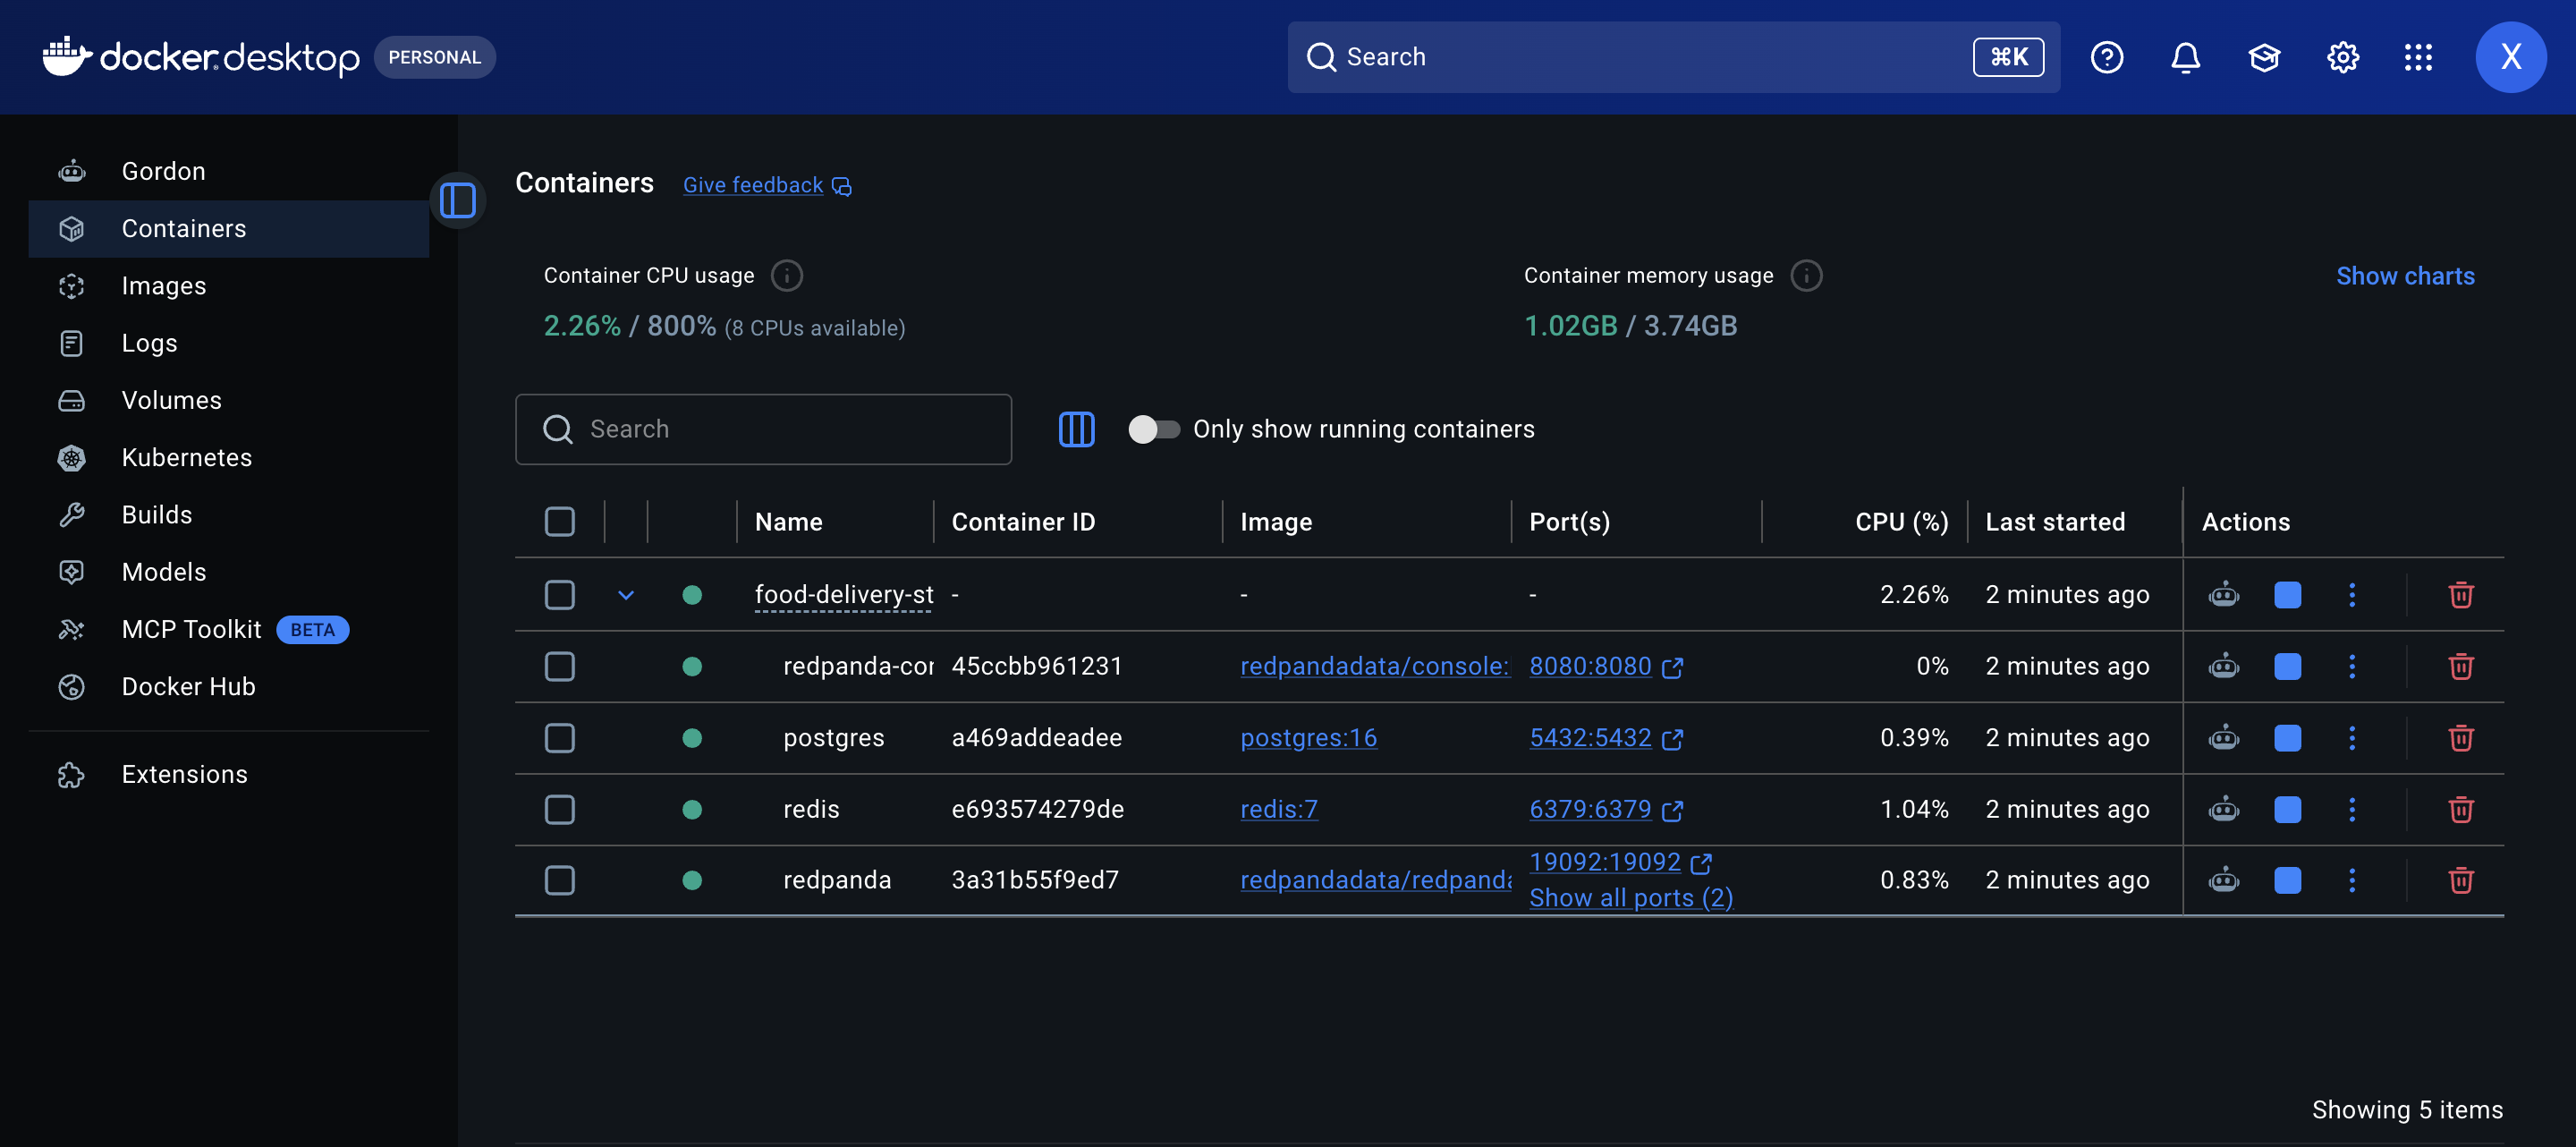 docker desktop PERSONAL
Search ⌘K
X
Gordon
Containers
Images
Logs
Volumes
Kubernetes
Builds
Models
MCP Toolkit BETA
Docker Hub
Extensions
Containers Give feedback
Container CPU usage
2.26% / 800% (8 CPUs available)
Container memory usage
1.02GB / 3.74GB
Show charts
Search
Only show running containers
Name Container ID Image Port(s) CPU (%) Last started Actions
food-delivery-st - - - 2.26% 2 minutes ago
redpanda-cor 45ccbb961231 redpandadata/console: 8080:8080 0% 2 minutes ago
postgres a469addeadee postgres:16 5432:5432 0.39% 2 minutes ago
redis e693574279de redis:7 6379:6379 1.04% 2 minutes ago
redpanda 3a31b55f9ed7 redpandadata/redpanda 19092:19092 0.83% 2 minutes ago
Show all ports (2)
Showing 5 items